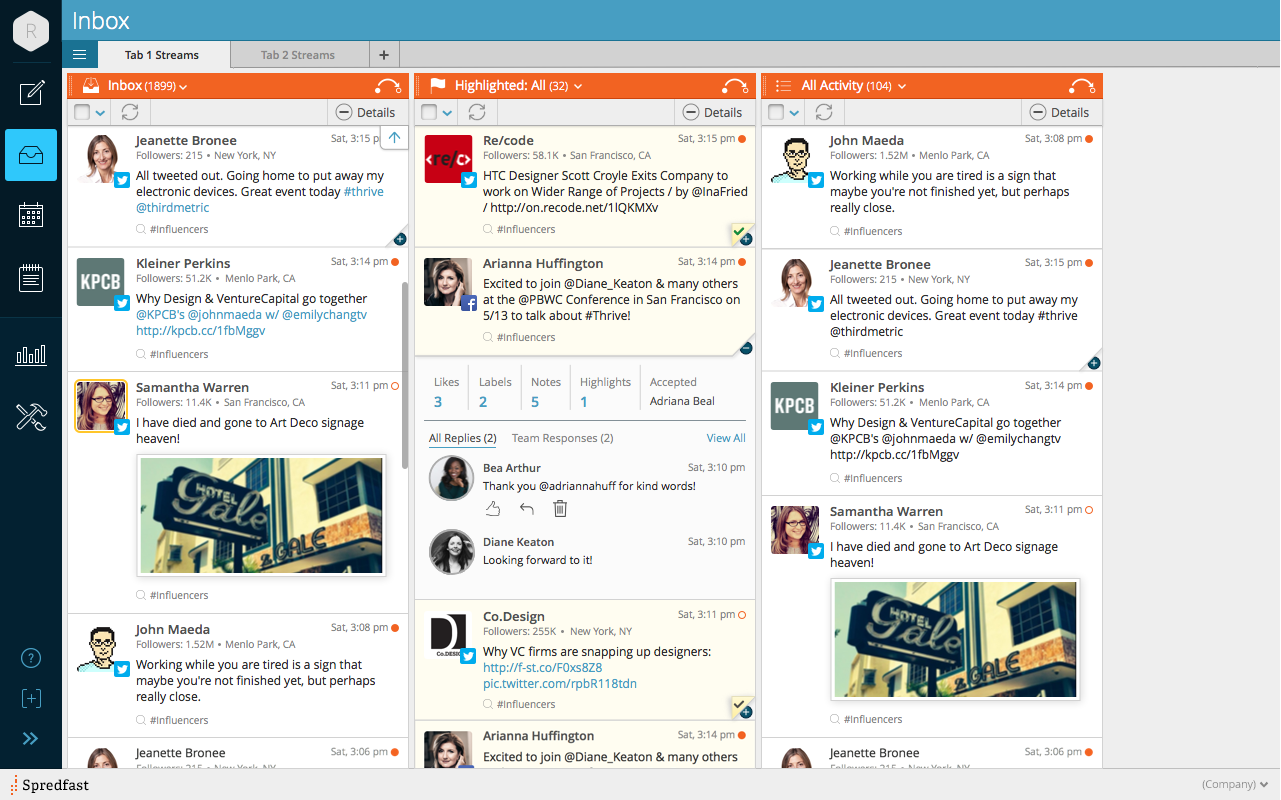 R
Inbox
Tab 1 Streams
Tab 2 Streams
+
Inbox (1899)
Details
Jeanette Bronee
Sat, 3:15 p
Followers: 215 • New York, NY
All tweeted out. Going home to put away my
electronic devices. Great event today #thrive
@thirdmetric
#Influencers
KPCB
Kleiner Perkins
Sat, 3:14 pm
Followers: 51.2K • Menlo Park, CA
Why Design & VentureCapital go together
@KPCB's @johnmaeda w/ @emilychangtv
http://kpcb.cc/1fbMggv
#Influencers
Samantha Warren
Sat, 3:11 pm
Followers: 11.4K • San Francisco, CA
I have died and gone to Art Deco signage
heaven!
HOTEL
Gale
Z. GALE
#Influencers
John Maeda
Sat, 3:08 pm
Followers: 1.52M • Menlo Park, CA
Working while you are tired is a sign that
maybe you're not finished yet, but perhaps
really close.
#Influencers
Jeanette Bronee
Sat, 3:06 pm
Followers: 215 • New York, NY
Highlighted: All (32)
Details
<re/c>
Re/code
Sat, 3:15 pm
Followers: 58.1K • San Francisco, CA
HTC Designer Scott Croyle Exits Company to
work on Wider Range of Projects / by @InaFried
/ http://on.recode.net/1lQKMXv
#Influencers
Arianna Huffington
Sat, 3:14 pm
Excited to join @Diane_Keaton & many others
at the @PBWC Conference in San Francisco on
5/13 to talk about #Thrive!
#Influencers
Likes
3
Labels
2
Notes
5
Highlights
1
Accepted
Adriana Beal
All Replies (2)
Team Responses (2)
View All
Bea Arthur
Sat, 3:10 pm
Thank you @adriannahuff for kind words!
Diane Keaton
Sat, 3:10 pm
Looking forward to it!
D
Co.DESIGN
Co.Design
Sat, 3:11 pm
Followers: 255K • New York, NY
Why VC firms are snapping up designers:
http://f-st.co/F0xs8Z8
pic.twitter.com/rpbR118tdn
#Influencers
Arianna Huffington
Sat, 3:14 pm
Excited to join @Diane_Keaton & many others
All Activity (104)
Details
John Maeda
Sat, 3:08 pm
Followers: 1.52M • Menlo Park, CA
Working while you are tired is a sign that
maybe you're not finished yet, but perhaps
really close.
#Influencers
Jeanette Bronee
Sat, 3:15 pm
Followers: 215 • New York, NY
All tweeted out. Going home to put away my
electronic devices. Great event today #thrive
@thirdmetric
#Influencers
KPCB
Kleiner Perkins
Sat, 3:14 pm
Followers: 51.2K • Menlo Park, CA
Why Design & VentureCapital go together
@KPCB's @johnmaeda w/ @emilychangtv
http://kpcb.cc/1fbMggv
#Influencers
Samantha Warren
Sat, 3:11 pm
Followers: 11.4K • San Francisco, CA
I have died and gone to Art Deco signage
heaven!
HOTEL
Gale
Z. GALE
#Influencers
Jeanette Bronee
Sat, 3:06 pm
Followers: 215 • New York, NY
Spredfast
(Company)